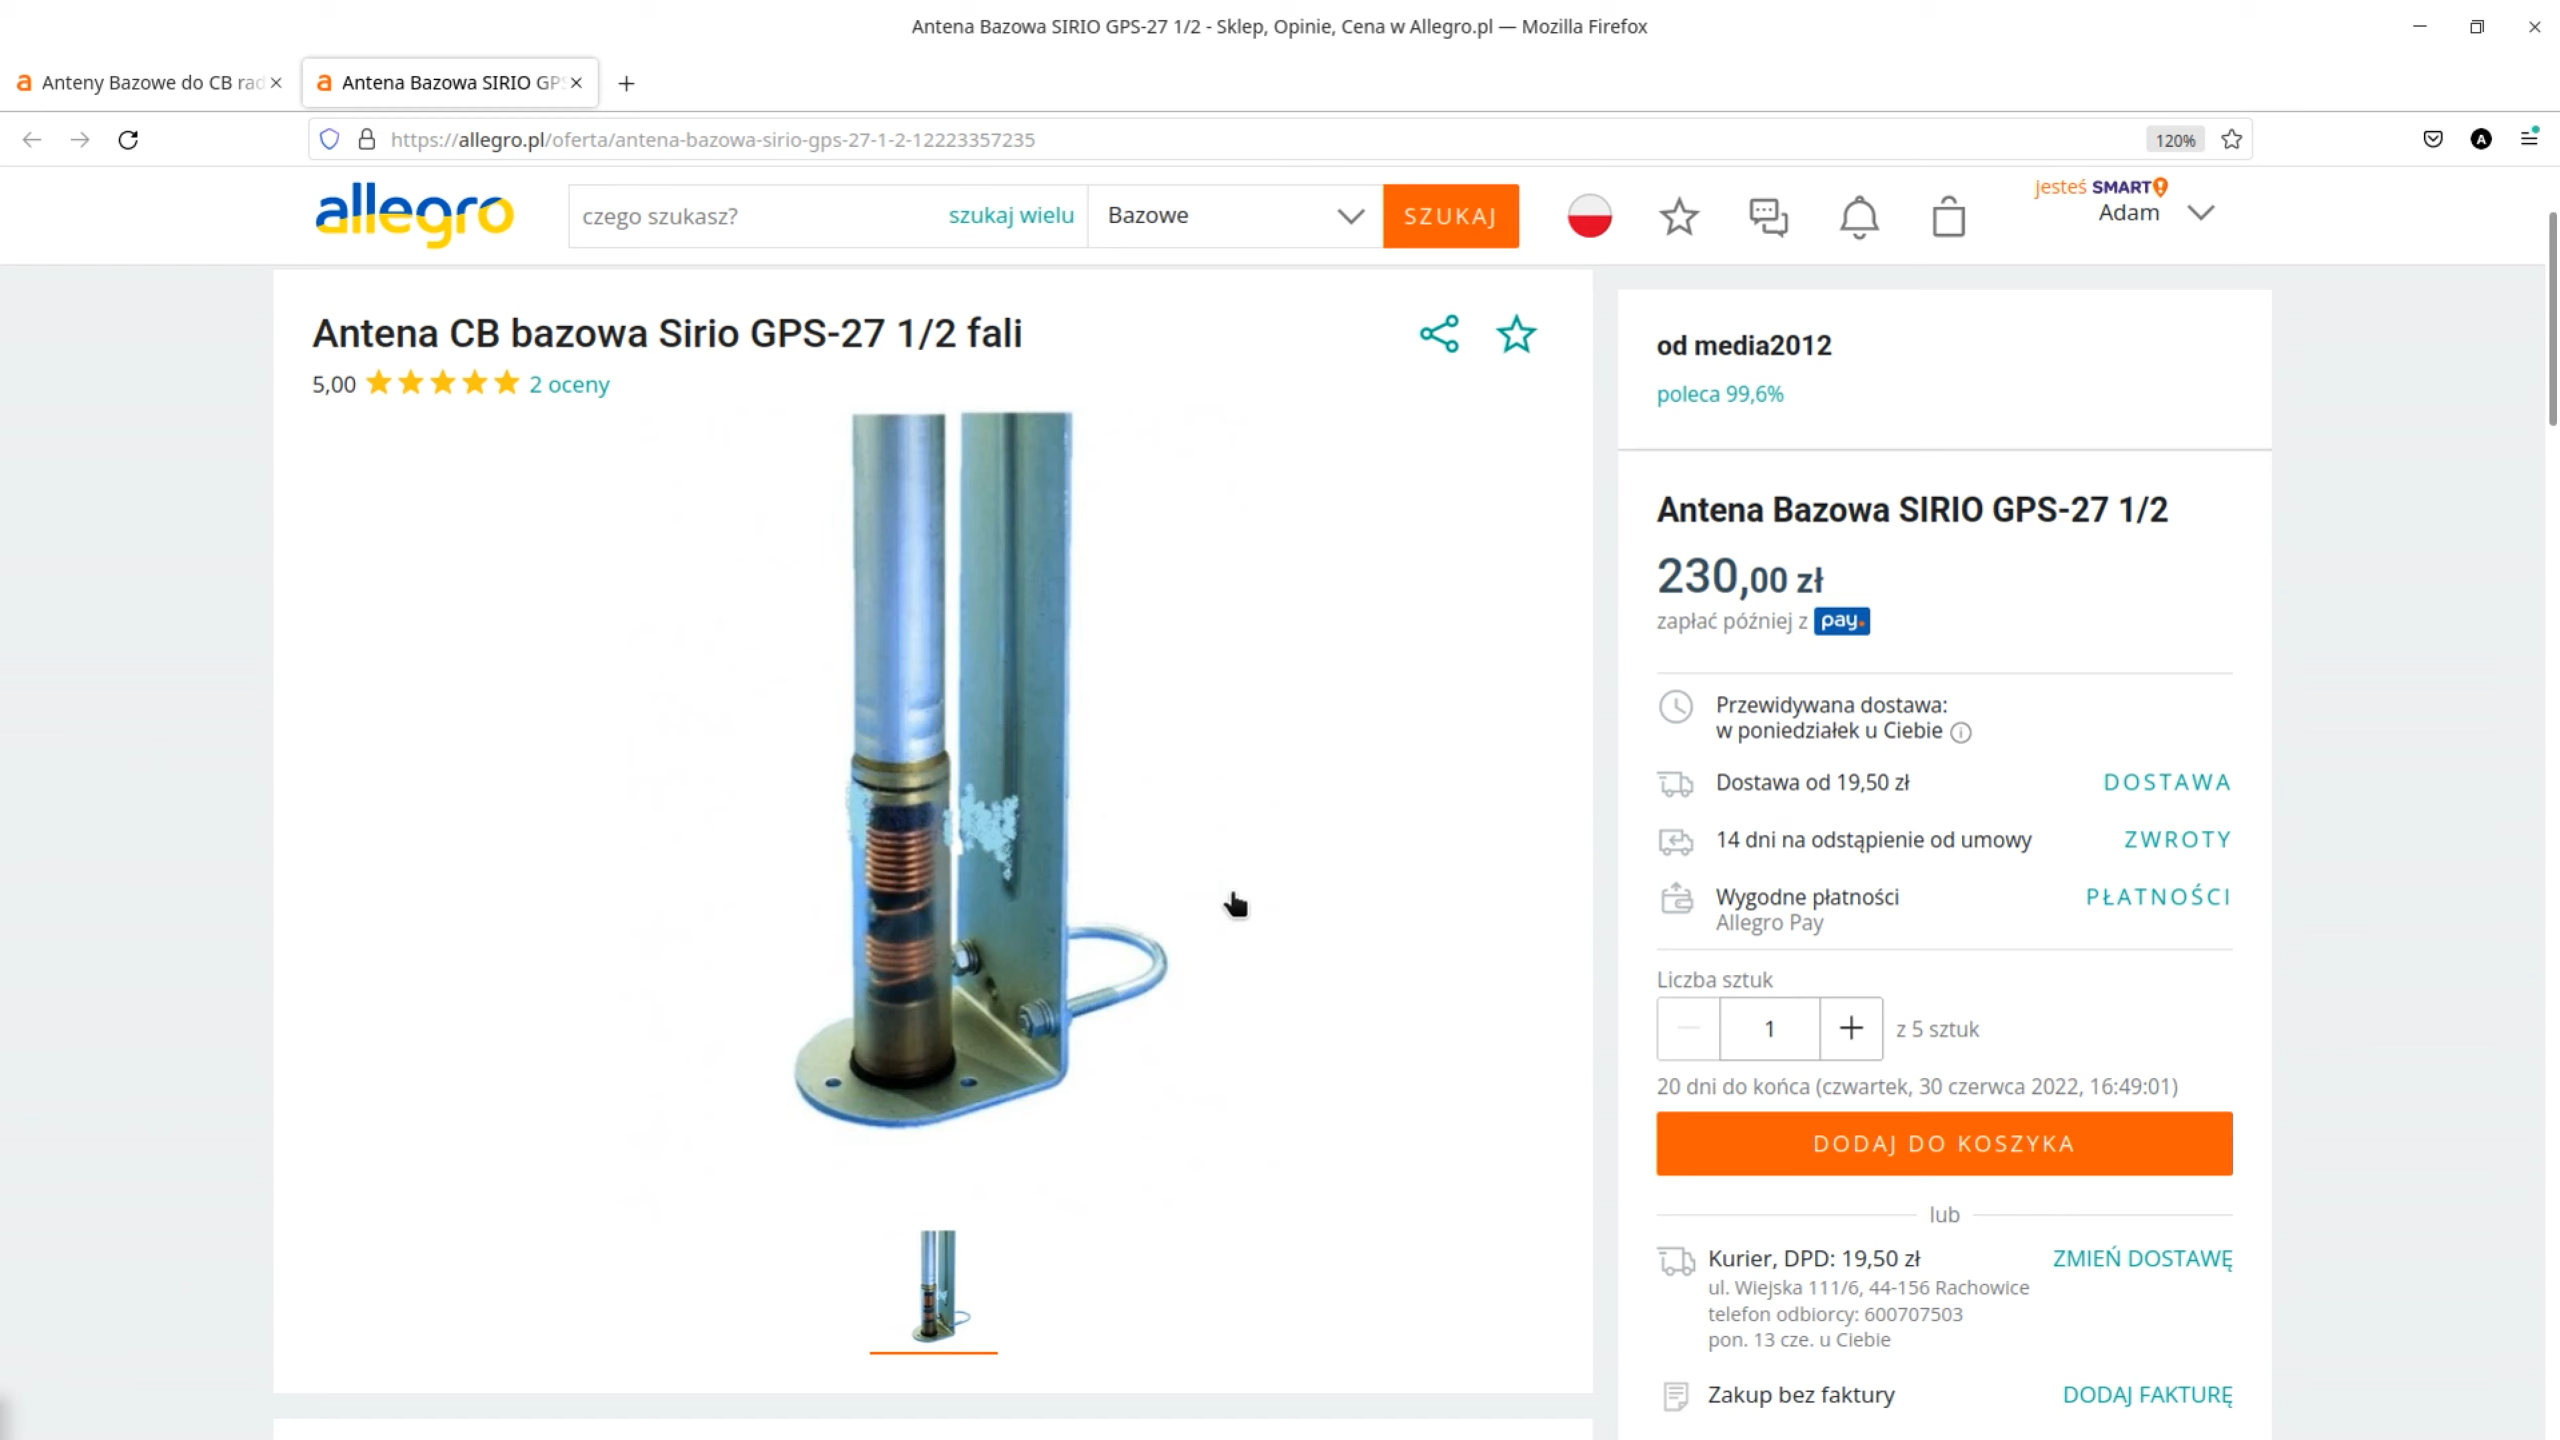 Antena Bazowa SIRIO GPS-27 1/2 - Sklep, Opinie, Cena w Allegro.pl — Mozilla Firefox
Anteny Bazowe do CB rad
Antena Bazowa SIRIO GPS
https://allegro.pl/oferta/antena-bazowa-sirio-gps-27-1-2-12223357235
120%
A
allegro
czego szukasz?
szukaj wielu
Bazowe
SZUKAJ
jesteś SMART!
Adam
Antena CB bazowa Sirio GPS-27 1/2 fali
5,00
2 oceny
od media2012
poleca 99,6%
Antena Bazowa SIRIO GPS-27 1/2
230,00 zł
zapłać później z pay
Przewidywana dostawa:
w poniedziałek u Ciebie
Dostawa od 19,50 zł
DOSTAWA
14 dni na odstąpienie od umowy
ZWROTY
Wygodne płatności
PŁATNOŚCI
Allegro Pay
Liczba sztuk
1
z 5 sztuk
20 dni do końca (czwartek, 30 czerwca 2022, 16:49:01)
DODAJ DO KOSZYKA
lub
Kurier, DPD: 19,50 zł
ZMIEŃ DOSTAWĘ
ul. Wiejska 111/6, 44-156 Rachowice
telefon odbiorcy: 600707503
pon. 13 cze. u Ciebie
Zakup bez faktury
DODAJ FAKTURĘ